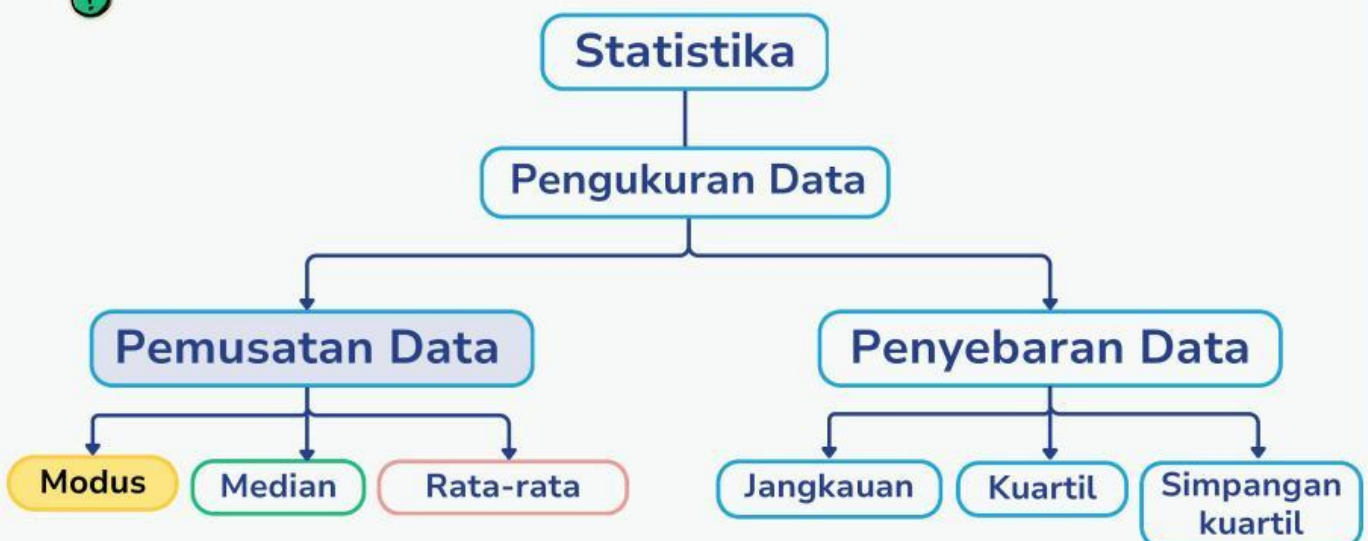 Statistika
Pengukuran Data
Pemusatan Data
Penyebaran Data
Modus
Median
Rata-rata
Jangkauan
Kuartil
Simpangan
kuartil